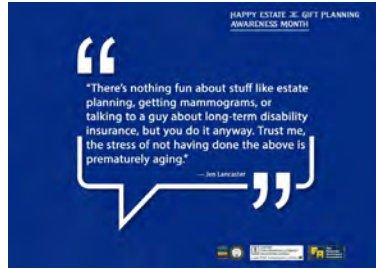 HAPPY ESTATE & GIFT PLANNING
AWARENESS MONTH
"There's nothing fun about stuff like estate
planning, getting mammograms, or
talking to a guy about long-term disability
insurance, but you do it anyway. Trust me,
the stress of not having done the above is
prematurely aging."
— Jen Lancaster